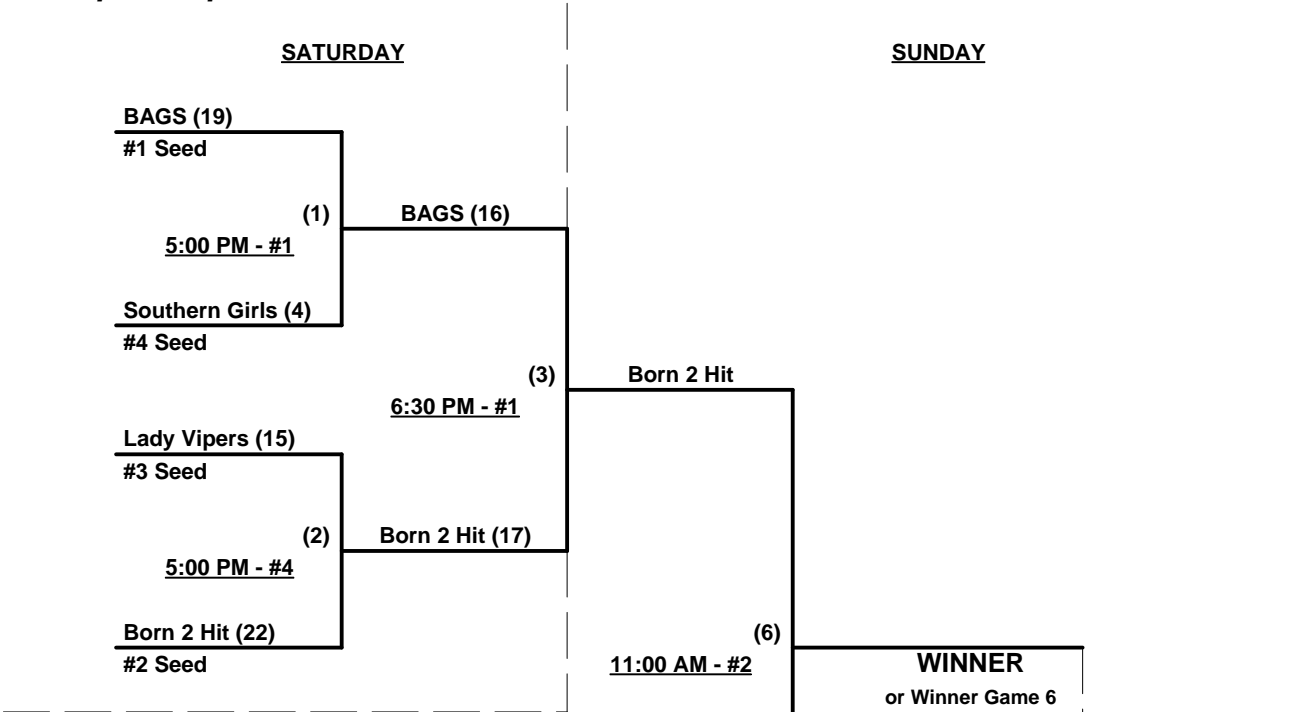 SATURDAY
SUNDAY
BAGS (19)
#1 Seed
(1)
BAGS (16)
5:00 PM - #1
Southern Girls (4)
#4 Seed
(3)
Born 2 Hit
6:30 PM - #1
Lady Vipers (15)
#3 Seed
(2)
Born 2 Hit (17)
5:00 PM - #4
Born 2 Hit (22)
#2 Seed
(6)
11:00 AM - #2
WINNER
or Winner Game 6